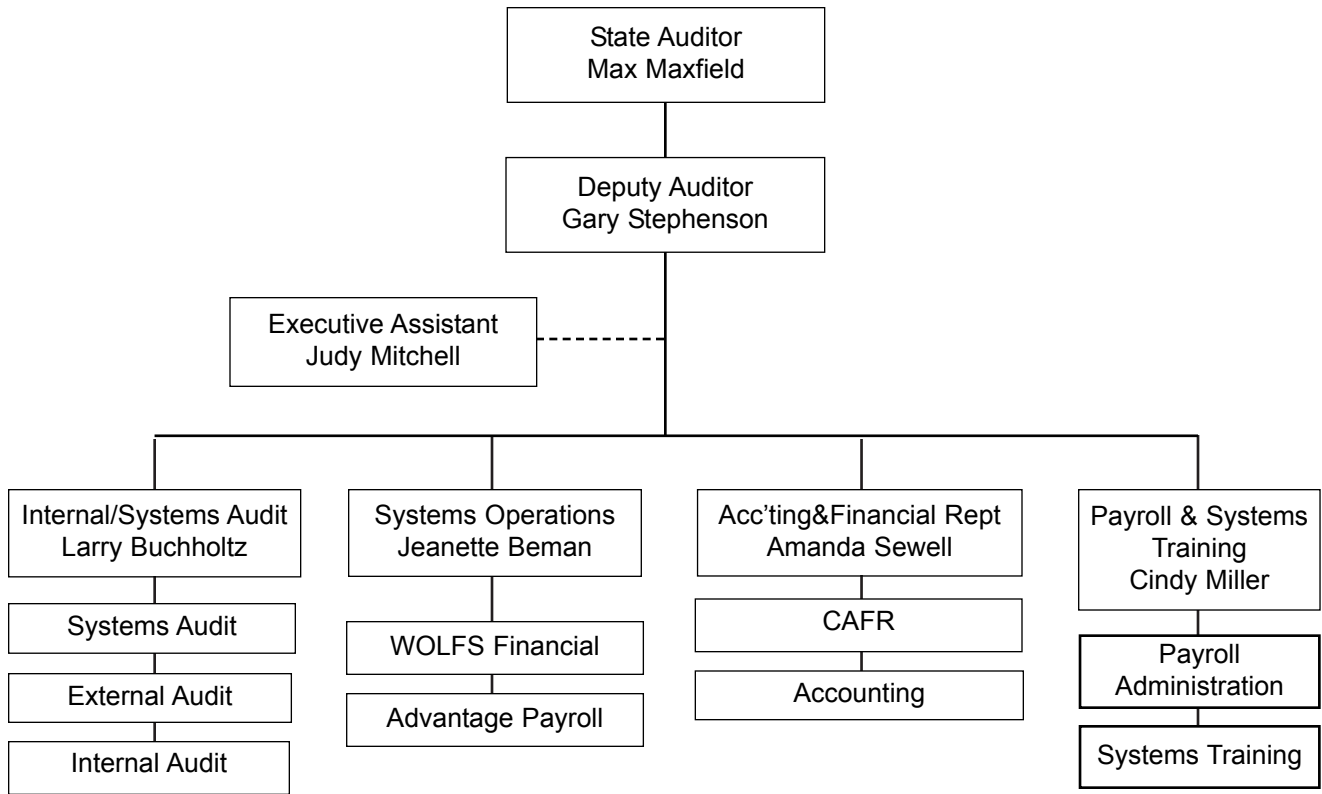 State Auditor
Max Maxfield
Deputy Auditor
Gary Stephenson
Executive Assistant
Judy Mitchell
Internal/Systems Audit
Larry Buchholtz
Systems Audit
External Audit
Internal Audit
Systems Operations
Jeanette Beman
WOLFS Financial
Advantage Payroll
Acc’ting&Financial Rept
Amanda Sewell
CAFR
Accounting
Payroll & Systems
Training
Cindy Miller
Payroll
Administration
Systems Training